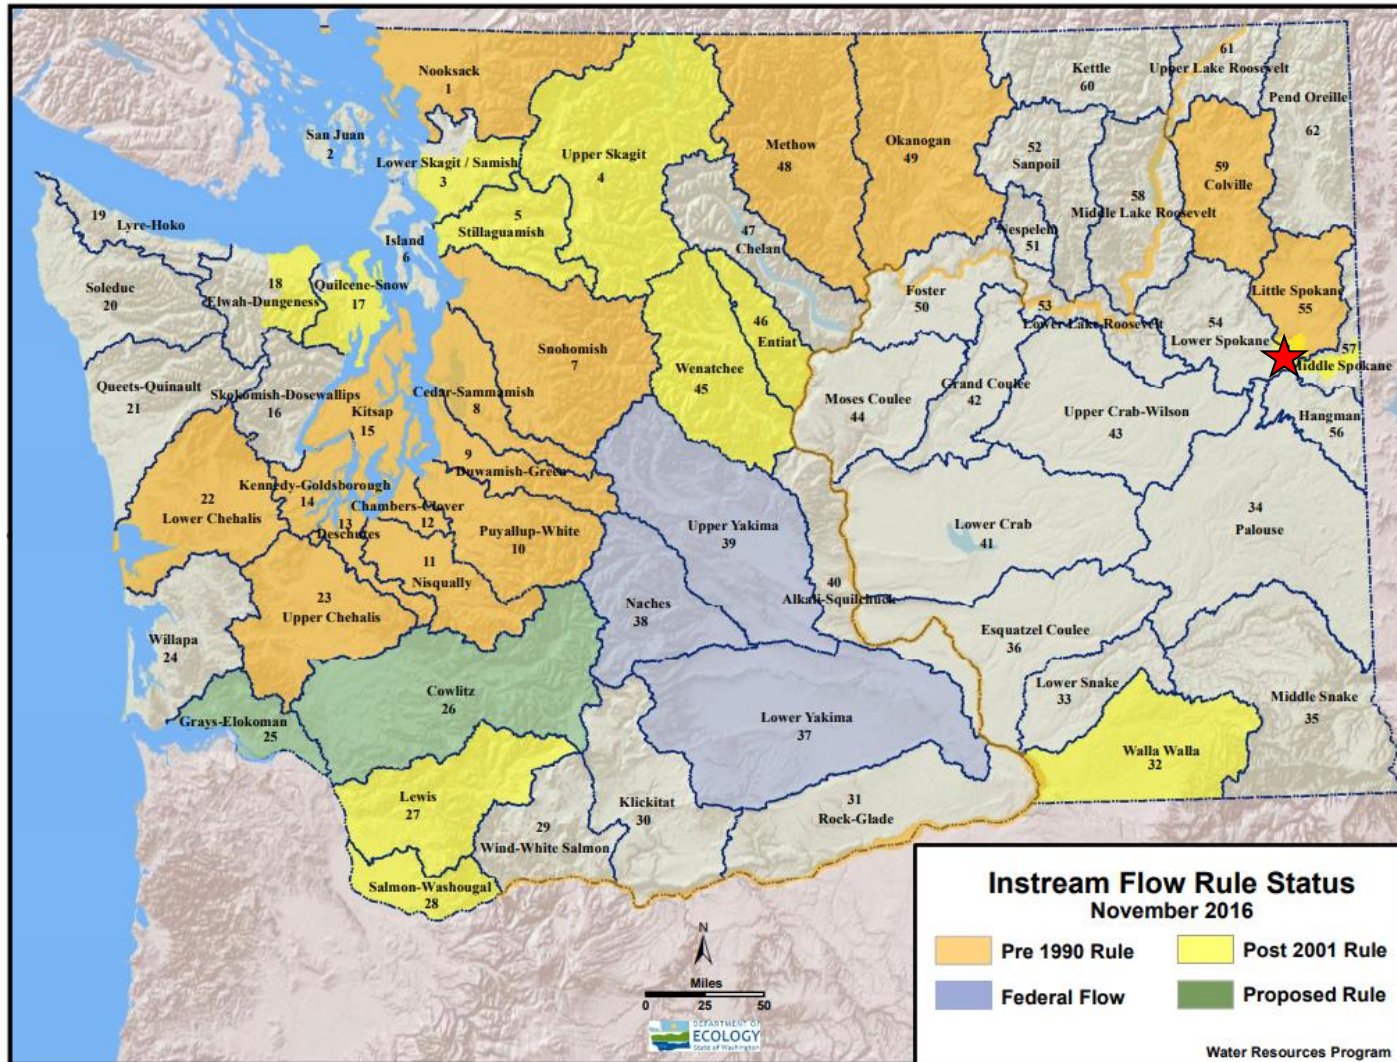 Nooksack
1
San Juan
2
Lower Skagit / Samish
3
Upper Skagit
4
5
Stillaguamish
Island
6
Snohomish
7
Cedar-Sammamish
8
9
Duwamish-Green
Puyallup-White
10
11
Nisqually
Chambers-Clover
12
13
Deschutes
Kennedy-Goldsborough
14
Kitsap
15
Skokomish-Dosewallips
16
Quilcene-Snow
17
18
Elwah-Dungeness
19
Lyre-Hoko
Soleduc
20
Queets-Quinault
21
22
Lower Chehalis
23
Upper Chehalis
Willapa
24
Grays-Elokoman
25
Cowlitz
26
Lewis
27
Salmon-Washougal
28
29
Wind-White Salmon
Klickitat
30
31
Rock-Glade
Walla Walla
32
Lower Snake
33
34
Palouse
Middle Snake
35
Esquatzel Coulee
36
Lower Yakima
37
Naches
38
Upper Yakima
39
40
Alkali-Squilchuck
Lower Crab
41
Grand Coulee
42
Upper Crab-Wilson
43
Moses Coulee
44
Wenatchee
45
46
Entiat
47
Chelan
Methow
48
Okanogan
49
Foster
50
Nespelem
51
52
Sanpoil
53
Lower Lake Roosevelt
54
Lower Spokane
Little Spokane
55
Hangman
56
57
Middle Spokane
58
Middle Lake Roosevelt
59
Colville
Kettle
60
61
Upper Lake Roosevelt
Pend Oreille
62
N
Miles
0 25 50
DEPARTMENT OF
ECOLOGY
State of Washington
Instream Flow Rule Status
November 2016
Pre 1990 Rule
Post 2001 Rule
Federal Flow
Proposed Rule
Water Resources Program